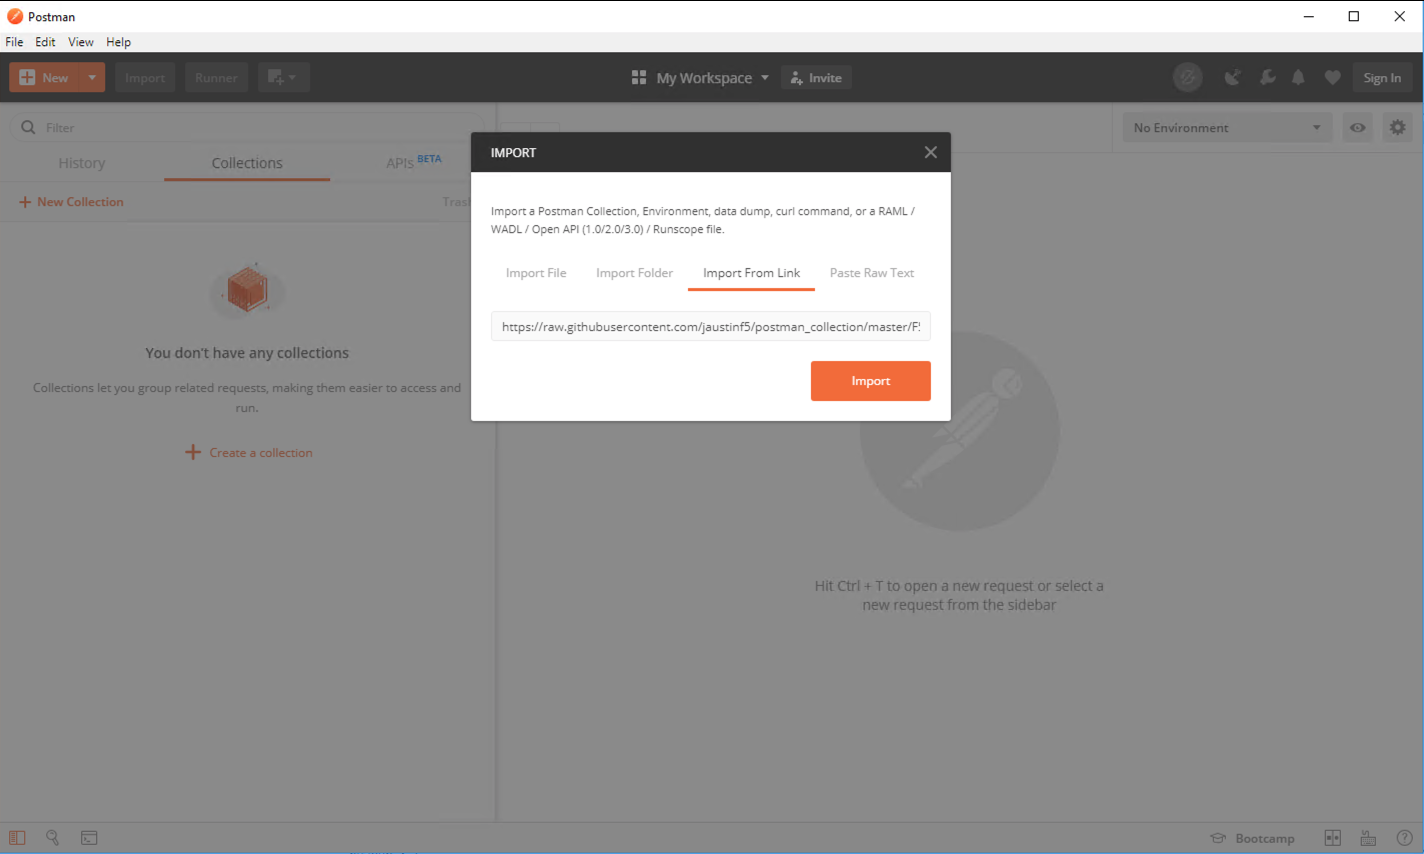 Postman
File Edit View Help
New Import Runner My Workspace Invite Sign In
Filter
No Environment
History Collections APIs BETA
+ New Collection
You don't have any collections
Collections let you group related requests, making them easier to access and
run.
+ Create a collection
IMPORT
Import a Postman Collection, Environment, data dump, curl command, or a RAML /
WADL / Open API (1.0/2.0/3.0) / Runscope file.
Import File Import Folder Import From Link Paste Raw Text
https://raw.githubusercontent.com/jaustinf5/postman_collection/master/F
Import
Hit Ctrl + T to open a new request or select a
new request from the sidebar
Bootcamp